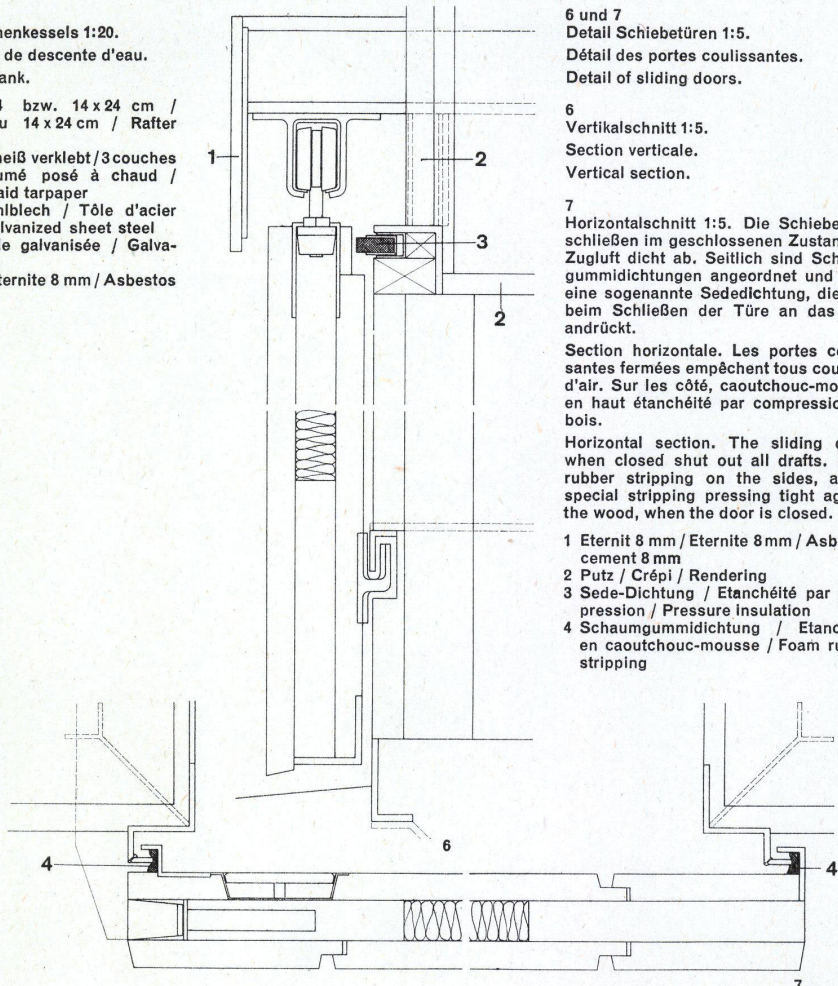 nenkessels 1:20.
de descente d'eau.
ank.
bzw. 14 x 24 cm /
u 14 x 24 cm / Rafter
heiß verklebt / 3 couches
umé posé à chaud /
aid tarpaper
hlblech / Tôle d'acier
lvanized sheet steel
le galvanisée / Galva-
ternite 8 mm / Asbestos
6 und 7
Detail Schiebetüren 1:5.
Détail des portes coulissantes.
Detail of sliding doors.
6
Vertikalschnitt 1:5.
Section verticale.
Vertical section.
7
Horizontalschnitt 1:5. Die Schiebe
schließen im geschlossenen Zustan
Zugluft dicht ab. Seitlich sind Sch
gummidichtungen angeordnet und
eine sogenannte Sededichtung, die
beim Schließen der Türe an das
andrückt.
Section horizontale. Les portes co
santes fermées empêchent tous cou
d'air. Sur les côté, caoutchouc-mo
en haut étanchéité par compressio
bois.
Horizontal section. The sliding
when closed shut out all drafts.
rubber stripping on the sides, a
special stripping pressing tight ag
the wood, when the door is closed.
1 Eternit 8 mm / Eternite 8 mm / Asb
cement 8 mm
2 Putz / Crépi / Rendering
3 Sede-Dichtung / Etanchéité par
pression / Pressure insulation
4 Schaumgummidichtung / Etanc
en caoutchouc-mousse / Foam ru
stripping
1
2
3
2
6
4
4
7